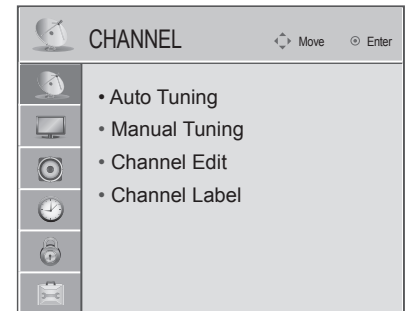 CHANNEL Move Enter
• Auto Tuning
• Manual Tuning
• Channel Edit
• Channel Label